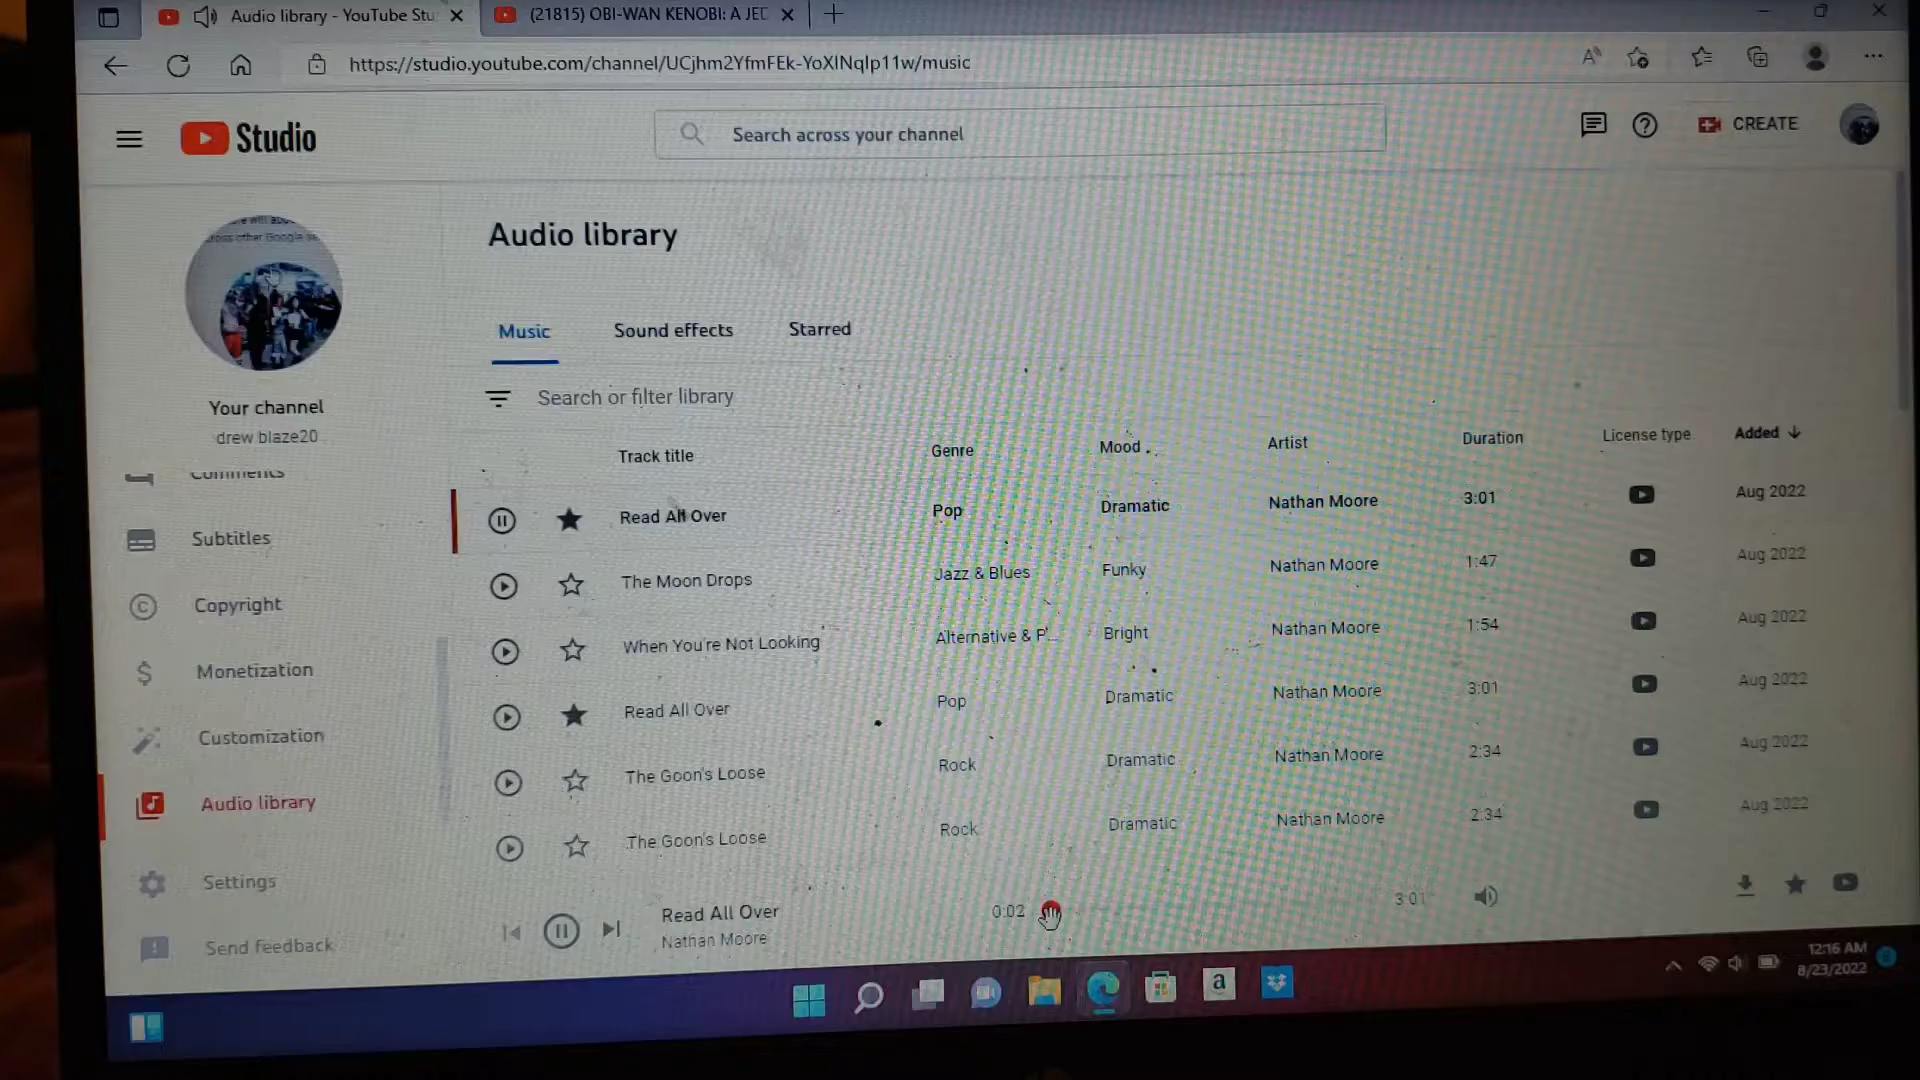 Audio library - YouTube Stu
(21815) OBI-WAN KENOBI: A JED
https://studio.youtube.com/channel/UCjhm2YfmFEk-YoXINqIp11w/music
Studio
Search across your channel
CREATE
Audio library
Music Sound effects Starred
Search or filter library
Your channel
drew blaze20
Comments
Subtitles
Copyright
Monetization
Customization
Audio library
Settings
Send feedback
Track title Genre Mood Artist Duration License type Added
Read All Over Pop Dramatic Nathan Moore 3:01 Aug 2022
The Moon Drops Jazz & Blues Funky Nathan Moore 1:47 Aug 2022
When You're Not Looking Alternative & P... Bright Nathan Moore 1:54 Aug 2022
Read All Over Pop Dramatic Nathan Moore 3:01 Aug 2022
The Goon's Loose Rock Dramatic Nathan Moore 2:34 Aug 2022
The Goon's Loose Rock Dramatic Nathan Moore 2:34 Aug 2022
Read All Over 0:02 3:01
Nathan Moore
12:16 AM
8/23/2022